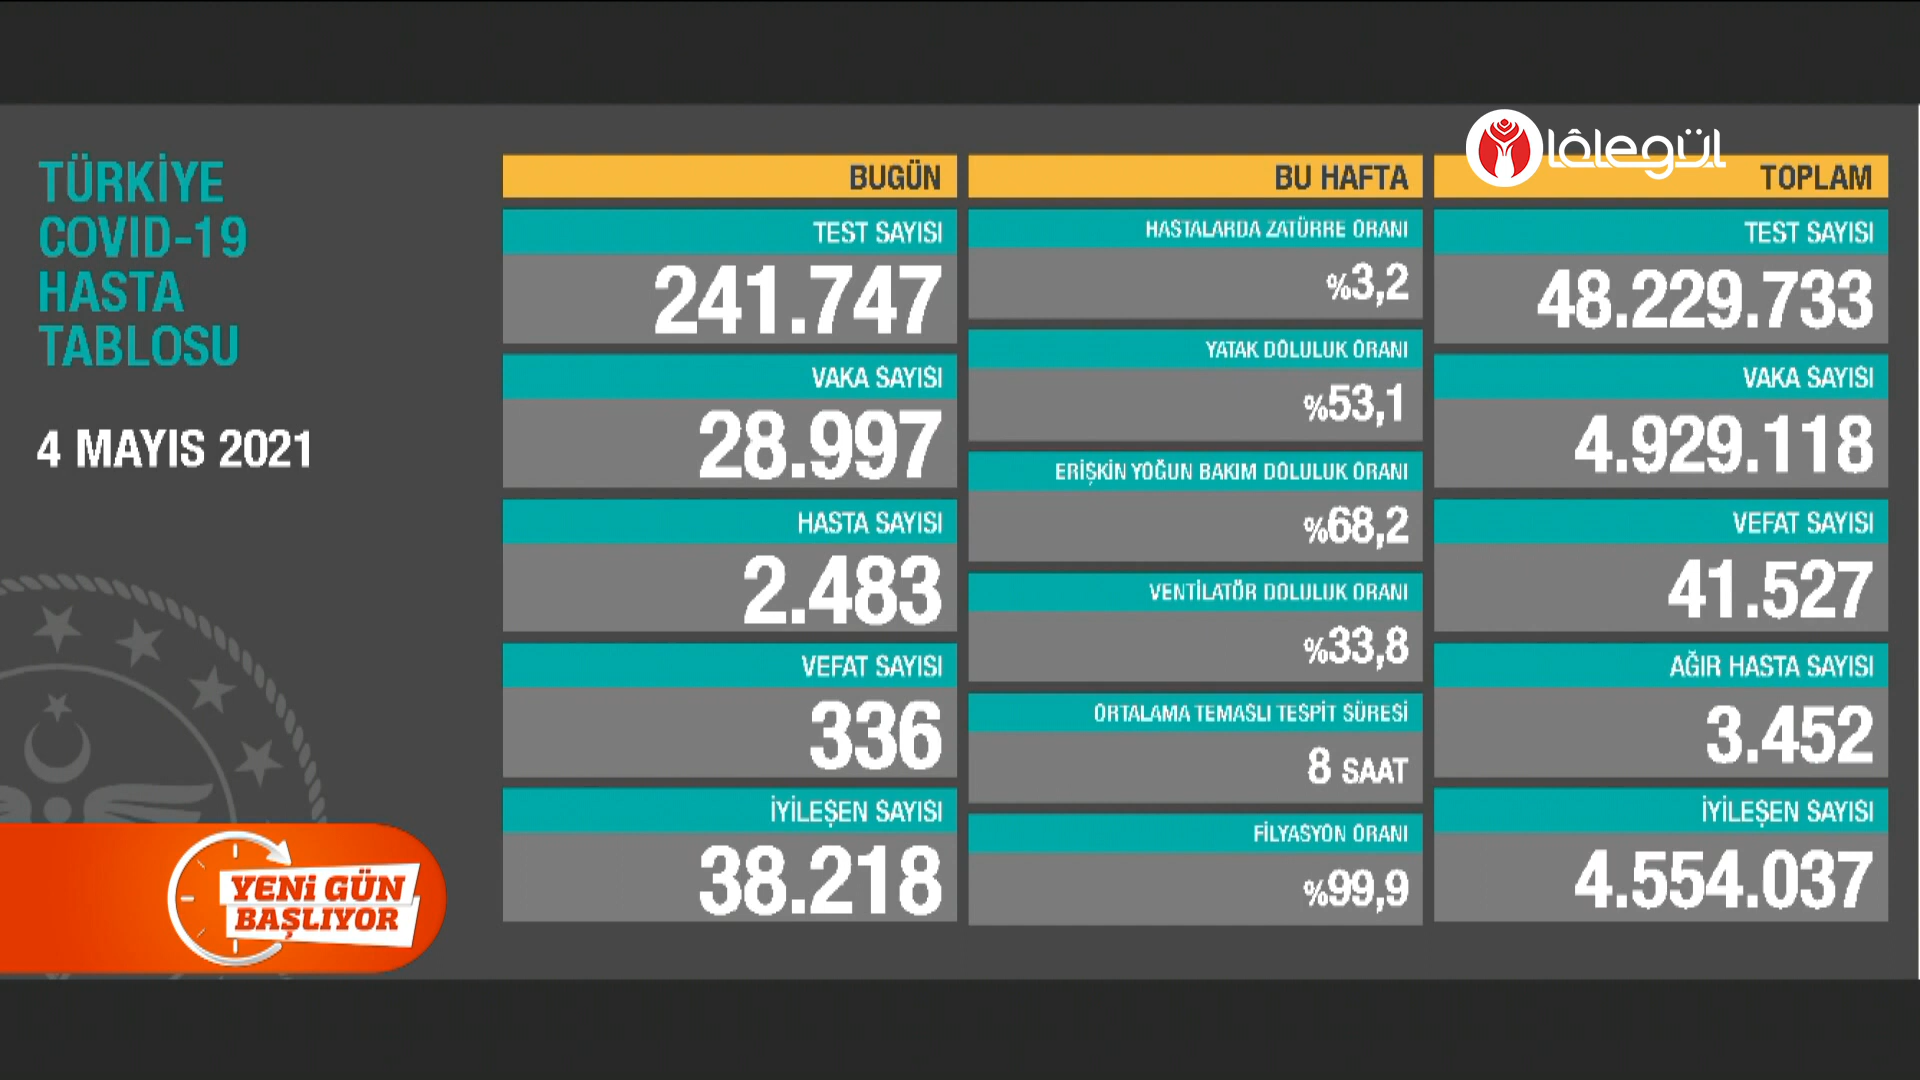 TÜRKİYE
COVID-19
HASTA
TABLOSU
4 MAYIS 2021
BUGÜN
TEST SAYISI
241.747
VAKA SAYISI
28.997
HASTA SAYISI
2.483
VEFAT SAYISI
336
İYİLEŞEN SAYISI
38.218
BU HAFTA
HASTALARDA ZATÜRRE ORANI
%3,2
YATAK DOLULUK ORANI
%53,1
ERİŞKİN YOĞUN BAKIM DOLULUK ORANI
%68,2
VENTİLATÖR DOLULUK ORANI
%33,8
ORTALAMA TEMASLI TESPİT SÜRESİ
8 SAAT
FİLYASYON ORANI
%99,9
lâlegül
TOPLAM
TEST SAYISI
48.229.733
VAKA SAYISI
4.929.118
VEFAT SAYISI
41.527
AĞIR HASTA SAYISI
3.452
İYİLEŞEN SAYISI
4.554.037
YENİ GÜN
BAŞLIYOR